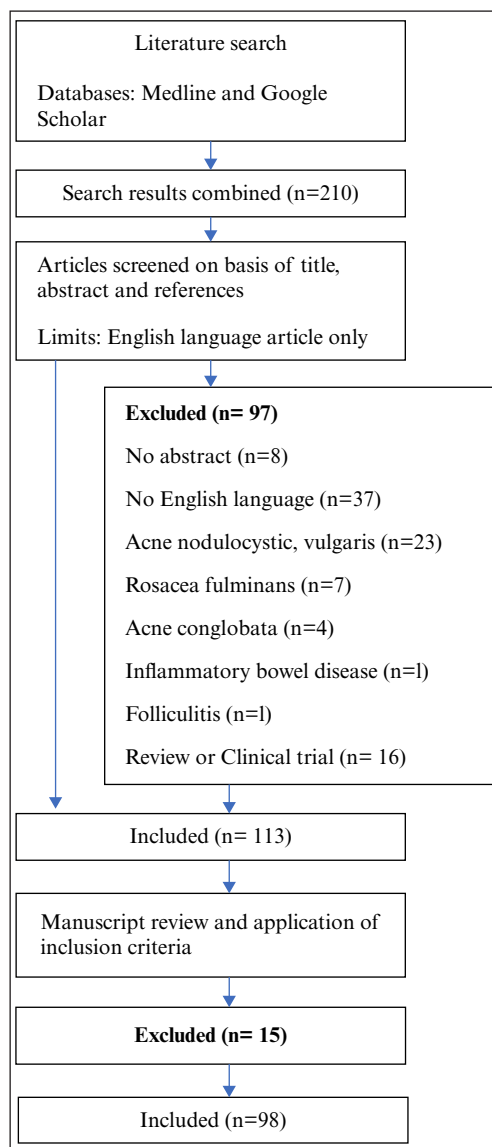 Literature search
Databases: Medline and Google
Scholar
Search results combined (n=210)
Articles screened on basis of title,
abstract and references
Limits: English language article only
Excluded (n= 97)
No abstract (n=8)
No English language (n=37)
Acne nodulocystic, vulgaris (n=23)
Rosacea fulminans (n=7)
Acne conglobata (n=4)
Inflammatory bowel disease (n=l)
Folliculitis (n=l)
Review or Clinical trial (n= 16)
Included (n= 113)
Manuscript review and application of
inclusion criteria
Excluded (n= 15)
Included (n=98)